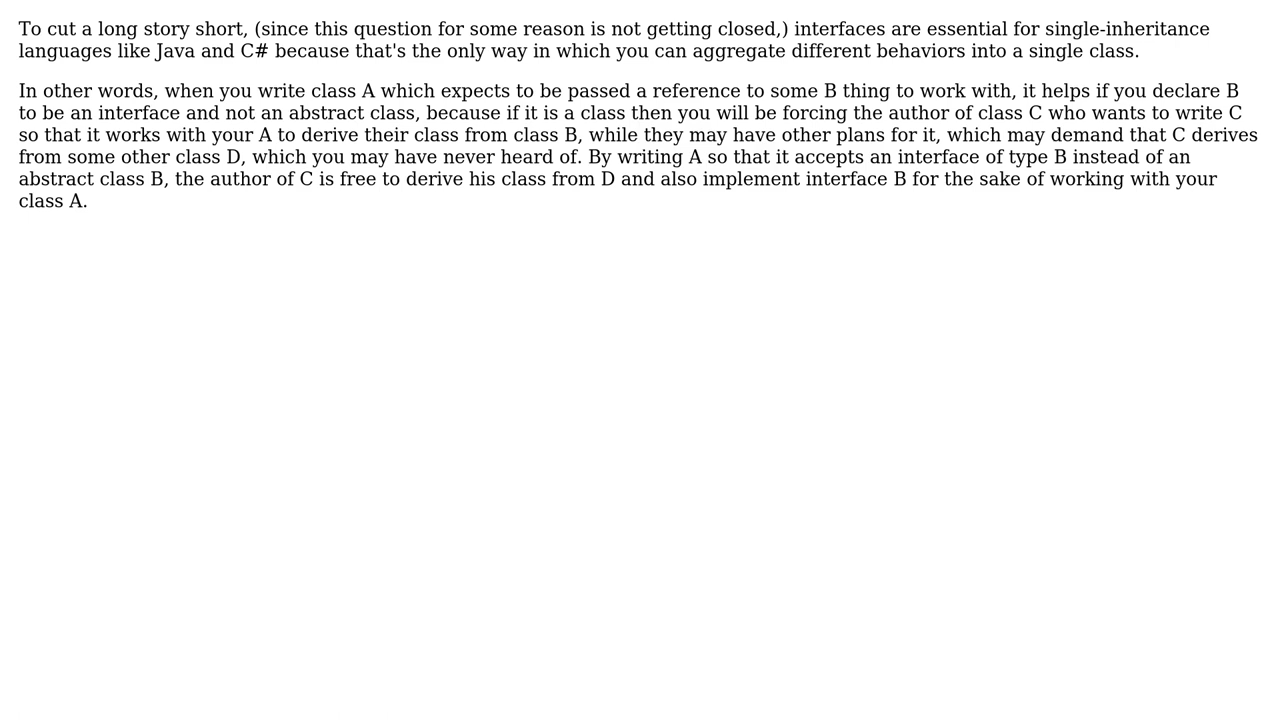 To cut a long story short, (since this question for some reason is not getting closed,) interfaces are essential for single-inheritance
languages like Java and C# because that's the only way in which you can aggregate different behaviors into a single class.
In other words, when you write class A which expects to be passed a reference to some B thing to work with, it helps if you declare B
to be an interface and not an abstract class, because if it is a class then you will be forcing the author of class C who wants to write C
so that it works with your A to derive their class from class B, while they may have other plans for it, which may demand that C derives
from some other class D, which you may have never heard of. By writing A so that it accepts an interface of type B instead of an
abstract class B, the author of C is free to derive his class from D and also implement interface B for the sake of working with your
class A.